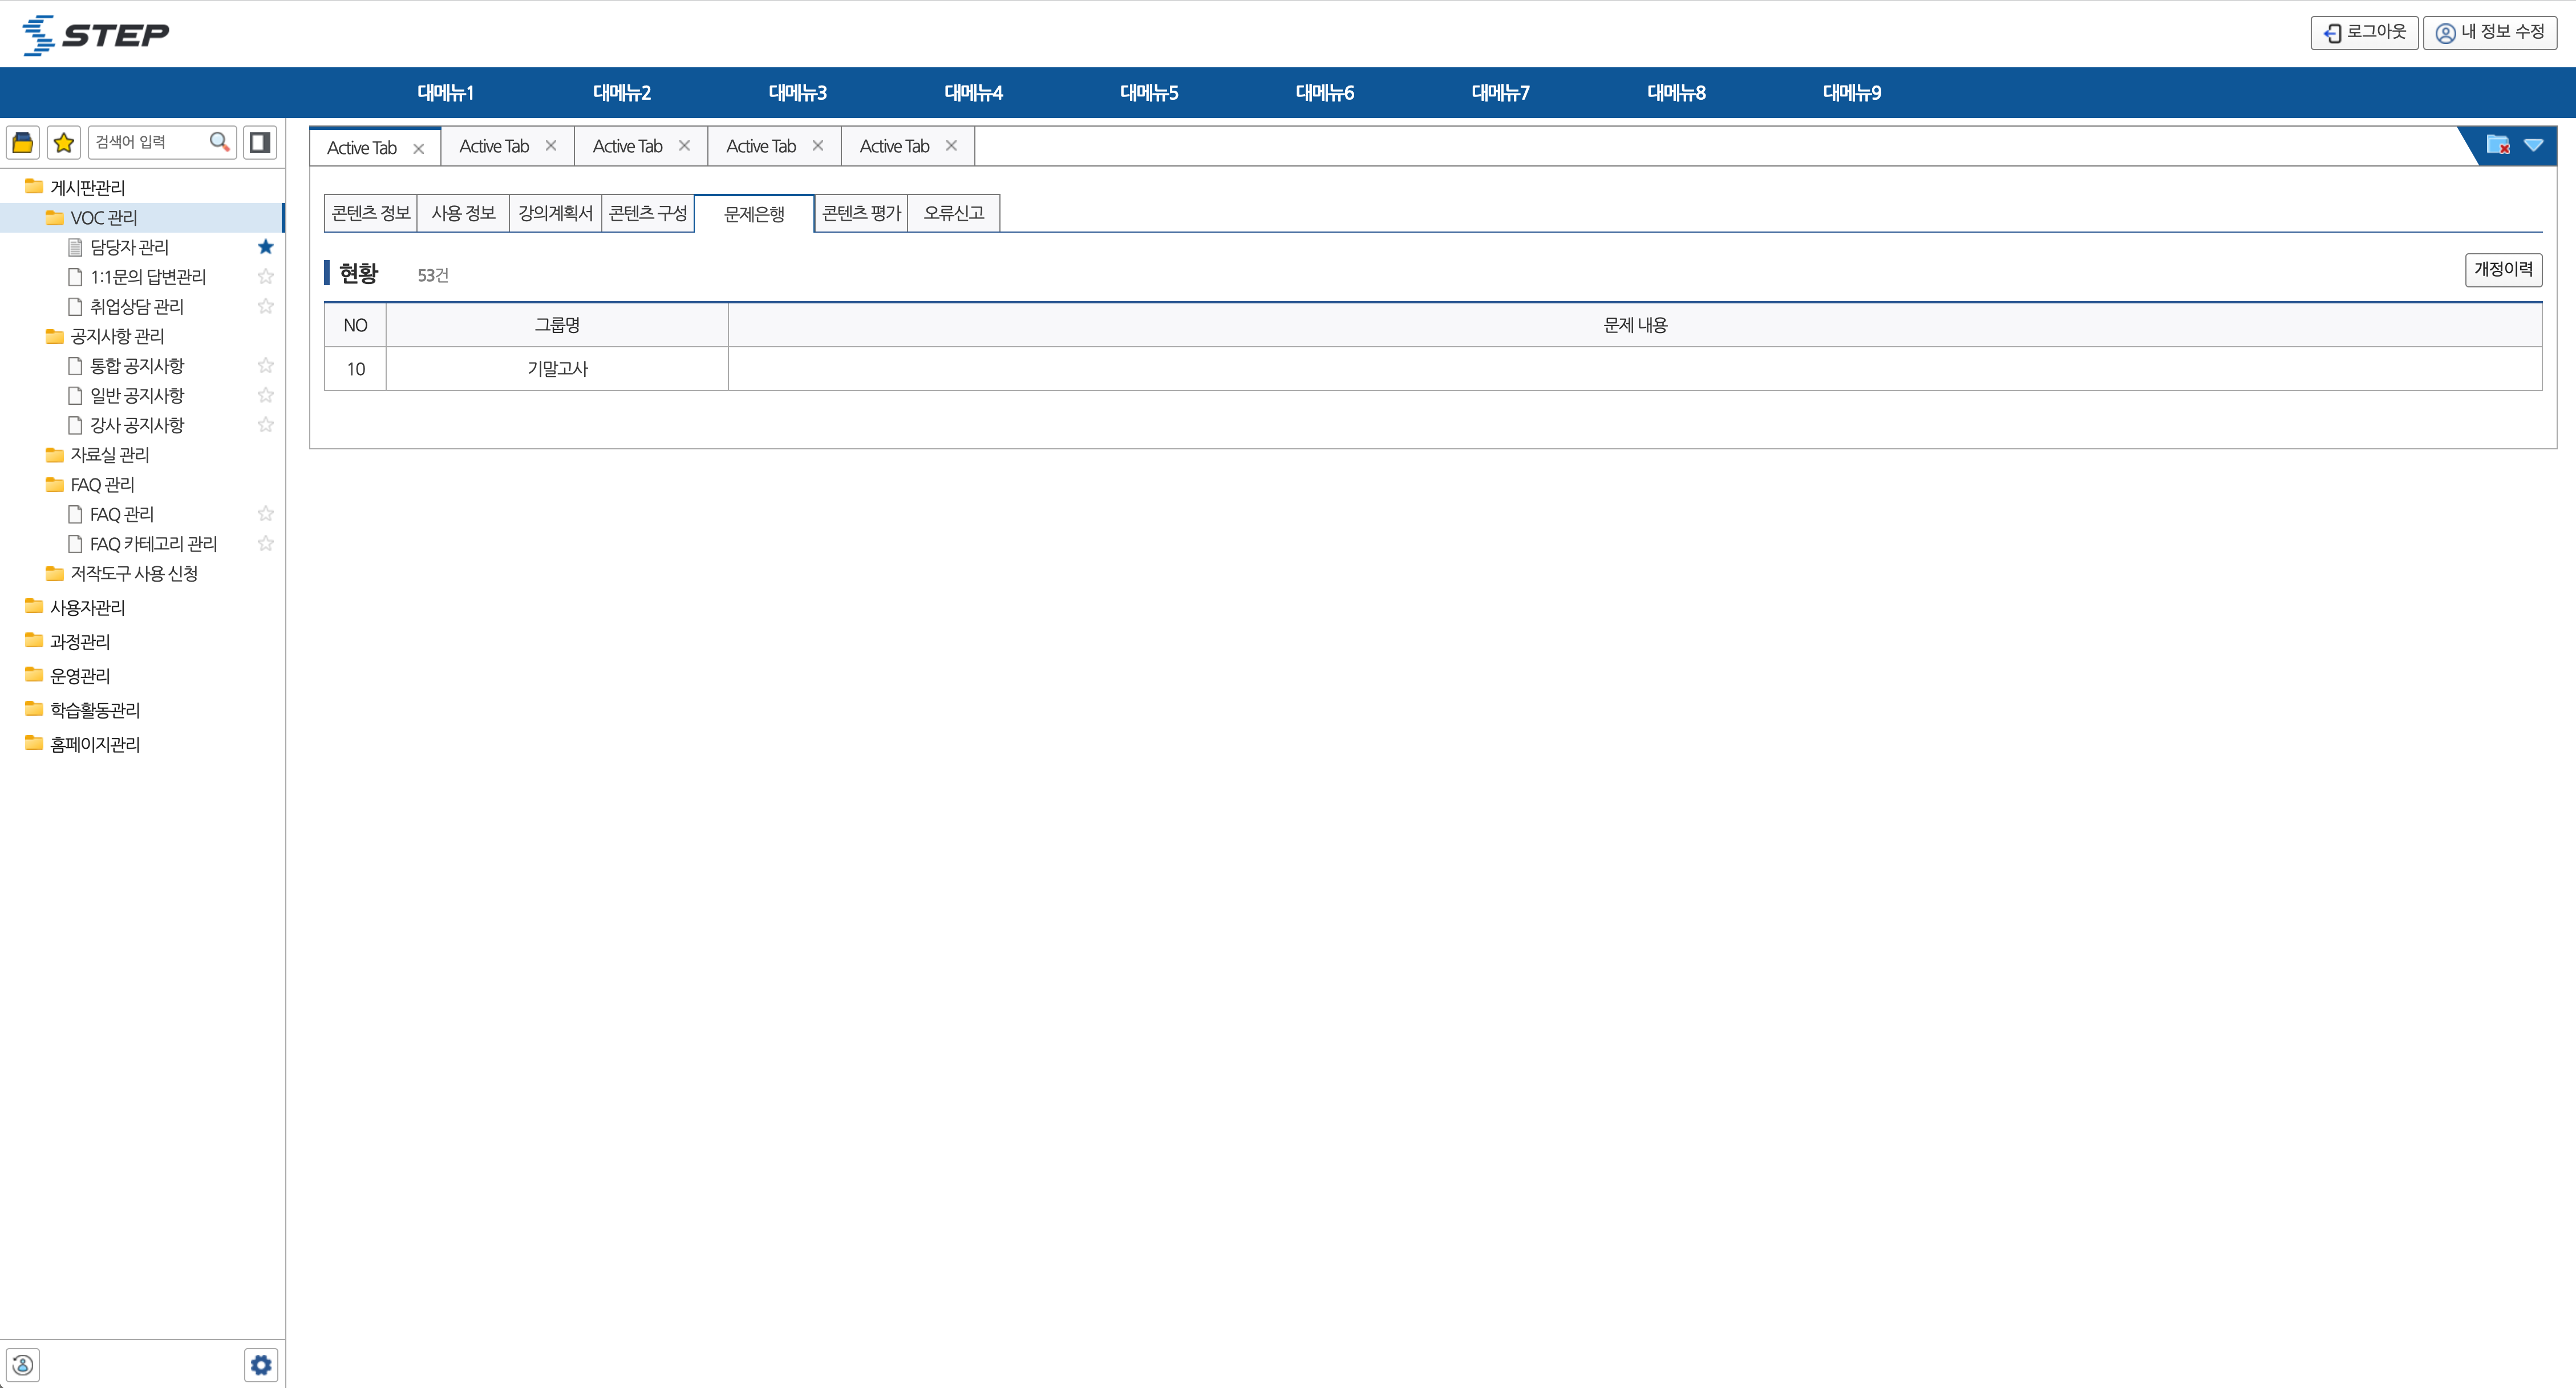 STEP
로그아웃
내 정보 수정
대메뉴1 대메뉴2 대메뉴3 대메뉴4 대메뉴5 대메뉴6 대메뉴7 대메뉴8 대메뉴9
검색어 입력
Active Tab Active Tab Active Tab Active Tab Active Tab
게시판관리
VOC 관리
담당자 관리
1:1문의 답변관리
취업상담 관리
공지사항 관리
통합 공지사항
일반 공지사항
강사 공지사항
자료실 관리
FAQ 관리
FAQ 관리
FAQ 카테고리 관리
저작도구 사용 신청
사용자관리
과정관리
운영관리
학습활동관리
홈페이지관리
콘텐츠 정보 사용 정보 강의계획서 콘텐츠 구성 문제은행 콘텐츠 평가 오류신고
현황 53건
개정이력
NO 그룹명 문제 내용
10 기말고사